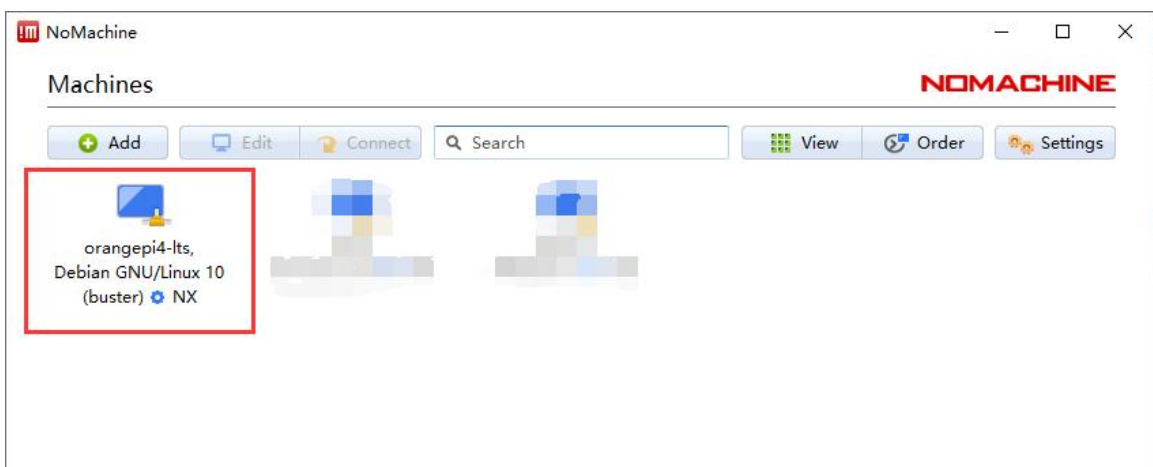 NoMachine
Machines
NOMACHINE
Add
Edit
Connect
Search
View
Order
Settings
orangepi4-lts,
Debian GNU/Linux 10
(buster) NX